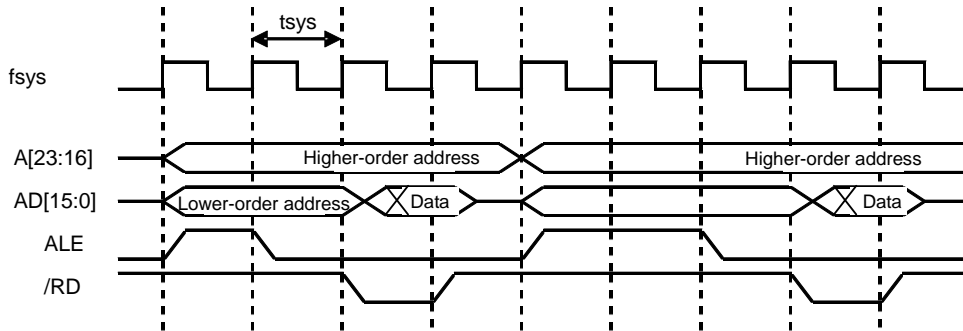 tsys
fsys
A[23:16]
Higher-order address
Higher-order address
AD[15:0]
Lower-order address
Data
Data
ALE
/RD